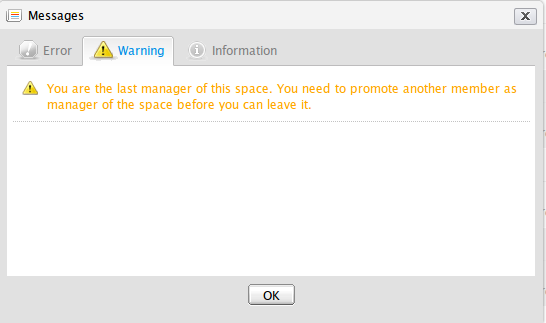 Messages
Error Warning Information
You are the last manager of this space. You need to promote another member as
manager of the space before you can leave it.
OK